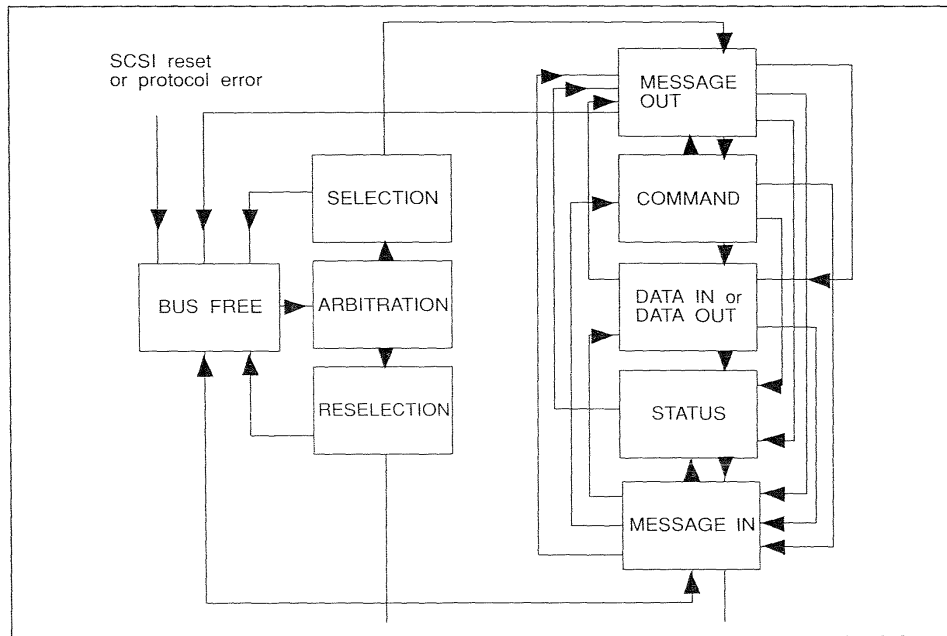 SCSI reset
or protocol error
MESSAGE
OUT
SELECTION
COMMAND
BUS FREE
ARBITRATION
DATA IN or
DATA OUT
RESELECTION
STATUS
MESSAGE IN